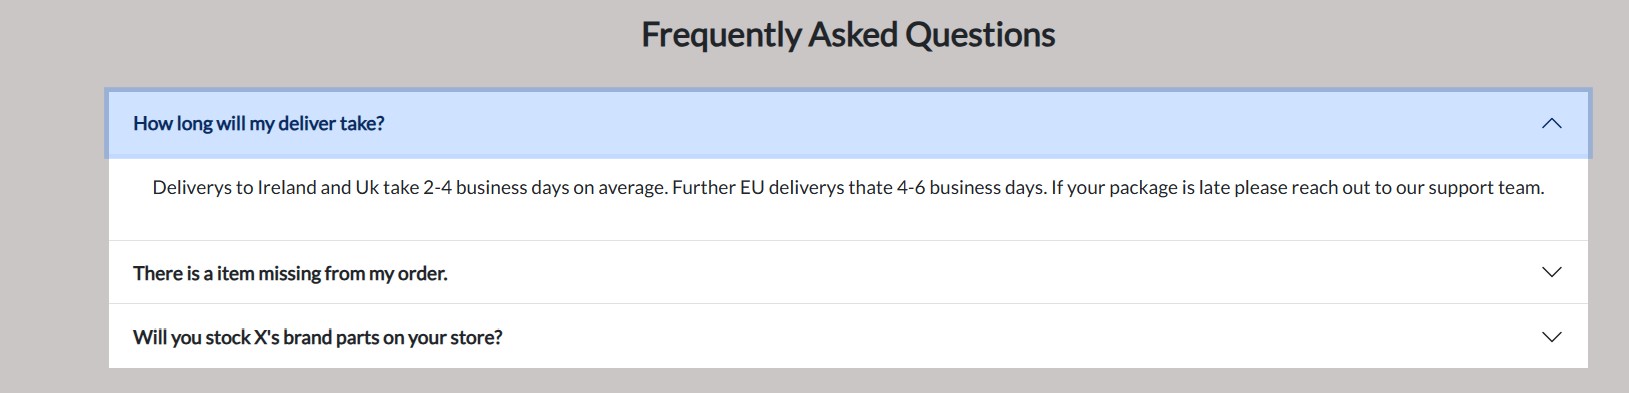 Frequently Asked Questions
How long will my deliver take?
Deliverys to Ireland and Uk take 2-4 business days on average. Further EU deliverys thate 4-6 business days. If your package is late please reach out to our support team.
There is a item missing from my order.
Will you stock X's brand parts on your store?